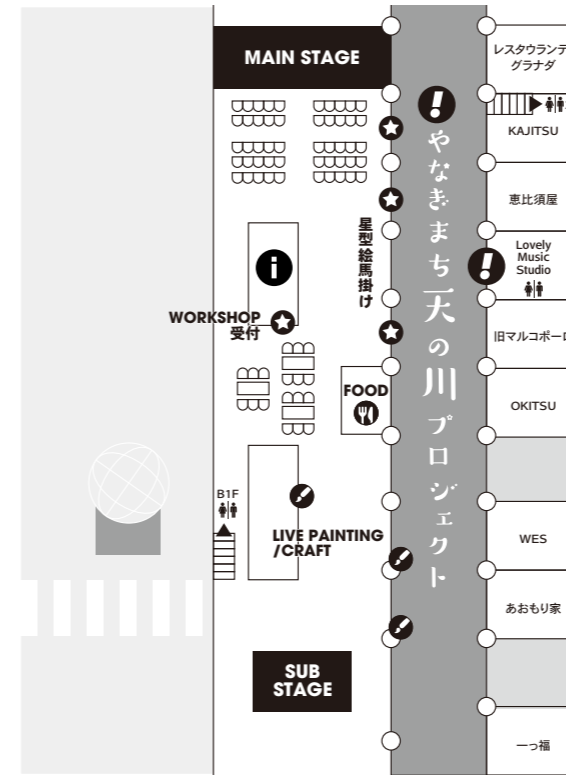 MAIN STAGE
レスタウランテ
グラナダ
KAJITSU
恵比須屋
Lovely
Music
Studio
旧マルコポーロ
OKITSU
WES
あおもり家
一っ福
やなぎまち天の川プロジェクト
星型絵馬掛け
i
WORKSHOP
受付
FOOD
B1F
LIVE PAINTING
/CRAFT
SUB
STAGE